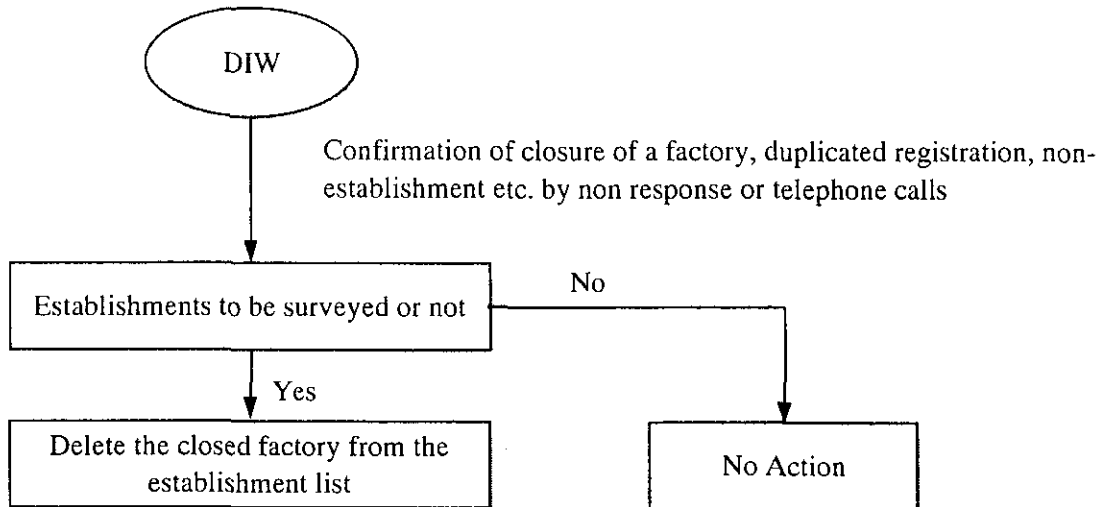 DIW
Confirmation of closure of a factory, duplicated registration, non-
establishment etc. by non response or telephone calls
No
Establishments to be surveyed or not
Yes
Delete the closed factory from the
establishment list
No Action